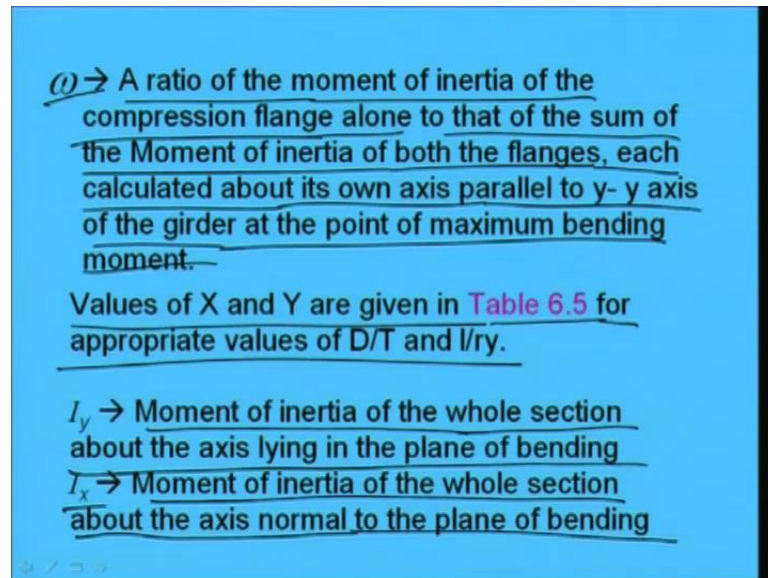 ω→ A ratio of the moment of inertia of the
compression flange alone to that of the sum of
the Moment of inertia of both the flanges, each
calculated about its own axis parallel to y- y axis
of the girder at the point of maximum bending
moment.
Values of X and Y are given in Table 6.5 for
appropriate values of D/T and l/ry.
Iy → Moment of inertia of the whole section
about the axis lying in the plane of bending
Ix → Moment of inertia of the whole section
about the axis normal to the plane of bending